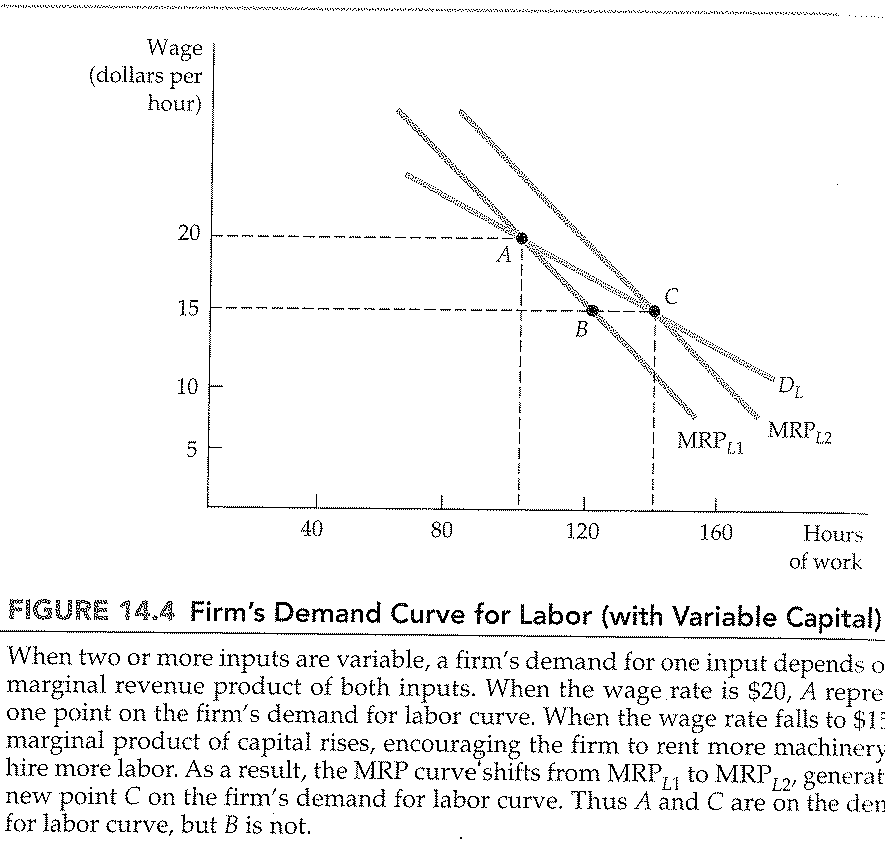 Wage
(dollars per
hour)
20
A
C
15
B
10
D_L
MRP_L1
MRP_L2
5
40
80
120
160
Hours
of work
FIGURE 14.4 Firm's Demand Curve for Labor (with Variable Capital)
When two or more inputs are variable, a firm's demand for one input depends o
marginal revenue product of both inputs. When the wage rate is $20, A repre
one point on the firm's demand for labor curve. When the wage rate falls to $15
marginal product of capital rises, encouraging the firm to rent more machinery
hire more labor. As a result, the MRP curve shifts from MRP_L1 to MRP_L2, generat
new point C on the firm's demand for labor curve. Thus A and C are on the den
for labor curve, but B is not.